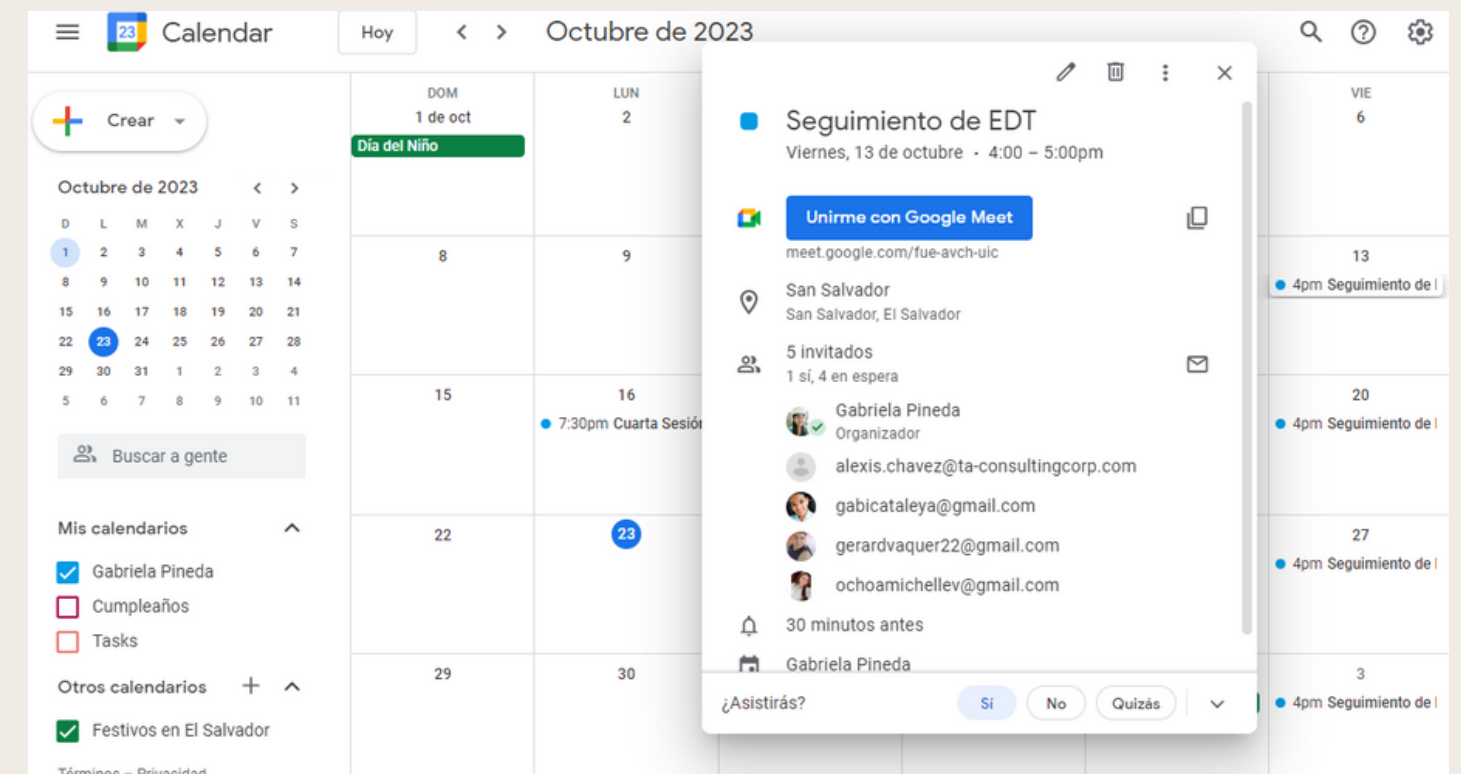 23 Calendar
Hoy
Octubre de 2023
Crear
Octubre de 2023
D L M X J V S
1 2 3 4 5 6 7
8 9 10 11 12 13 14
15 16 17 18 19 20 21
22 23 24 25 26 27 28
29 30 31 1 2 3 4
5 6 7 8 9 10 11
Buscar a gente
Mis calendarios
Gabriela Pineda
Cumpleaños
Tasks
Otros calendarios
Festivos en El Salvador
Términos – Privacidad
DOM LUN VIE
1 de oct 2 6
Día del Niño
8 9 13
4pm Seguimiento de
15 16 20
7:30pm Cuarta Sesión
4pm Seguimiento de
22 23 27
4pm Seguimiento de
29 30 3
4pm Seguimiento de
Seguimiento de EDT
Viernes, 13 de octubre · 4:00 – 5:00pm
Unirme con Google Meet
meet.google.com/fue-avch-uic
San Salvador
San Salvador, El Salvador
5 invitados
1 sí, 4 en espera
Gabriela Pineda
Organizador
alexis.chavez@ta-consultingcorp.com
gabicataleya@gmail.com
gerardvaquer22@gmail.com
ochoamichellev@gmail.com
30 minutos antes
Gabriela Pineda
¿Asistirás?
Sí
No
Quizás